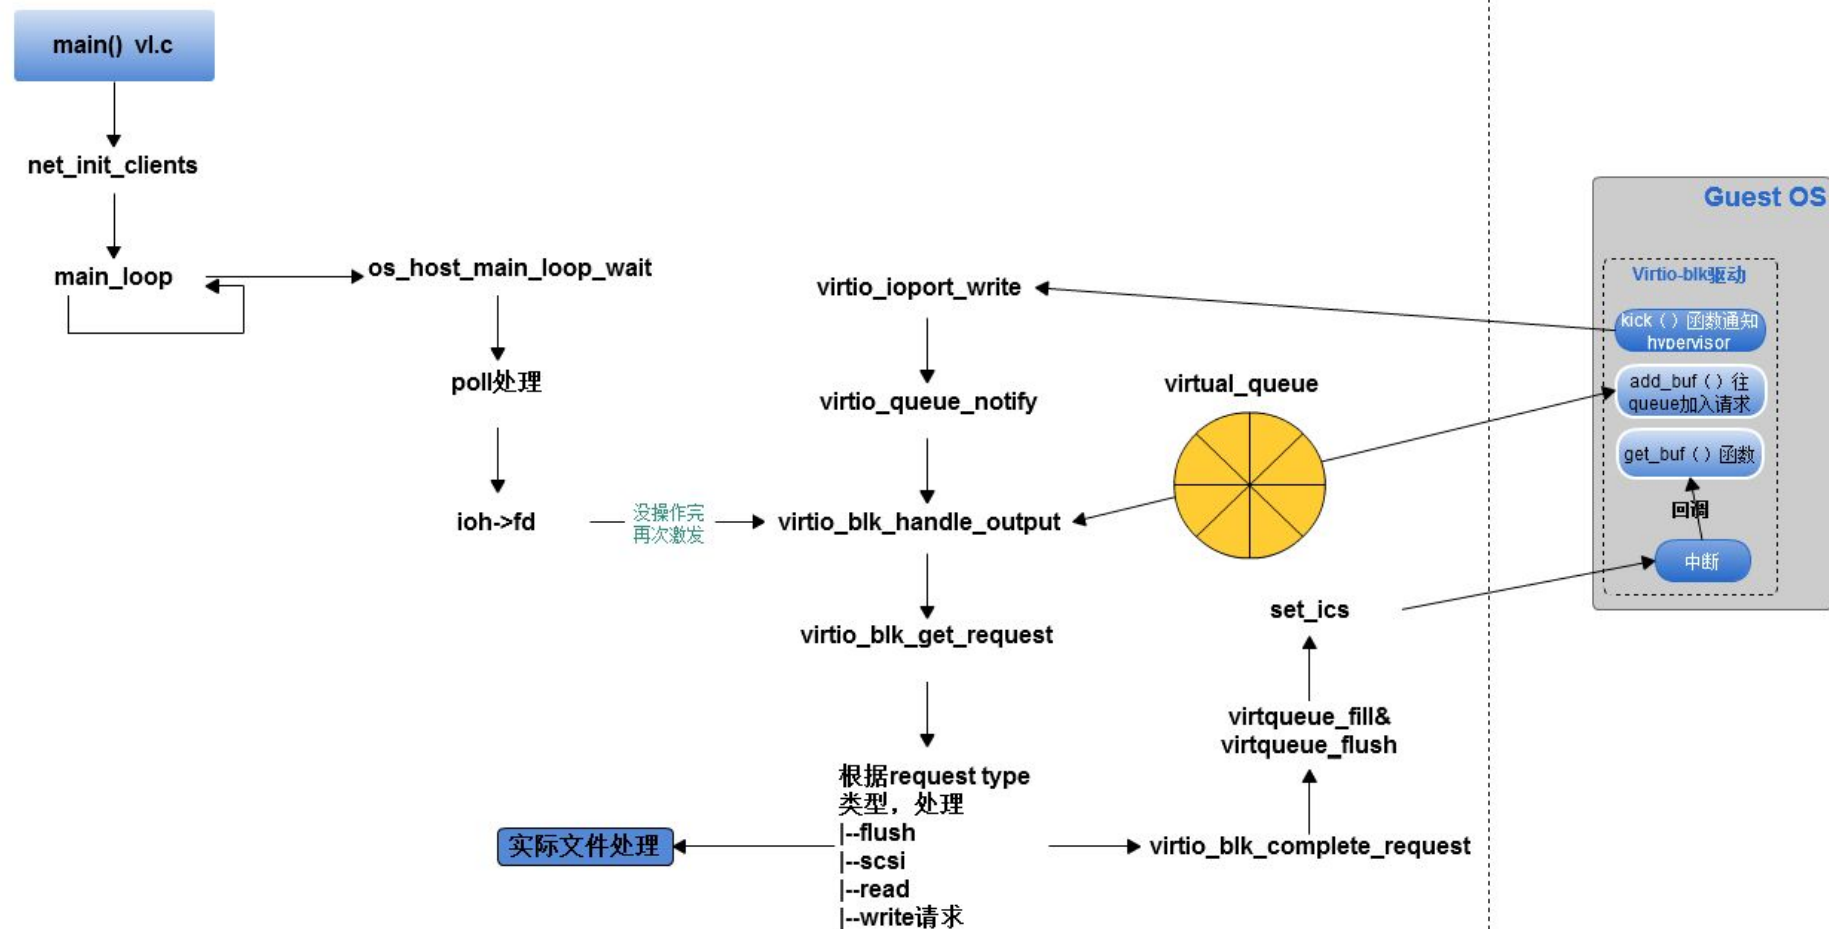 main() vl.c
net_init_clients
main_loop
os_host_main_loop_wait
poll处理
ioh->fd
没操作完
再次激发
virtio_ioport_write
virtio_queue_notify
virtio_blk_handle_output
virtio_blk_get_request
根据request type
类型，处理
|--flush
|--scsi
|--read
|--write请求
实际文件处理
virtual_queue
set_ics
virtqueue_fill&
virtqueue_flush
virtio_blk_complete_request
Guest OS
Virtio-blk驱动
kick（）函数通知
hypervisor
add_buf（）往
queue加入请求
get_buf（）函数
回调
中断